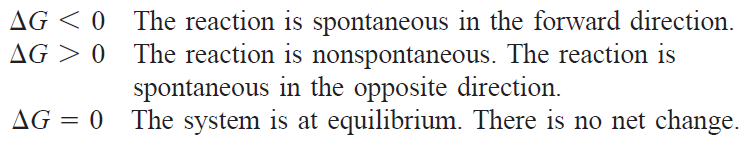 ΔG < 0 The reaction is spontaneous in the forward direction.
ΔG > 0 The reaction is nonspontaneous. The reaction is
spontaneous in the opposite direction.
ΔG = 0 The system is at equilibrium. There is no net change.